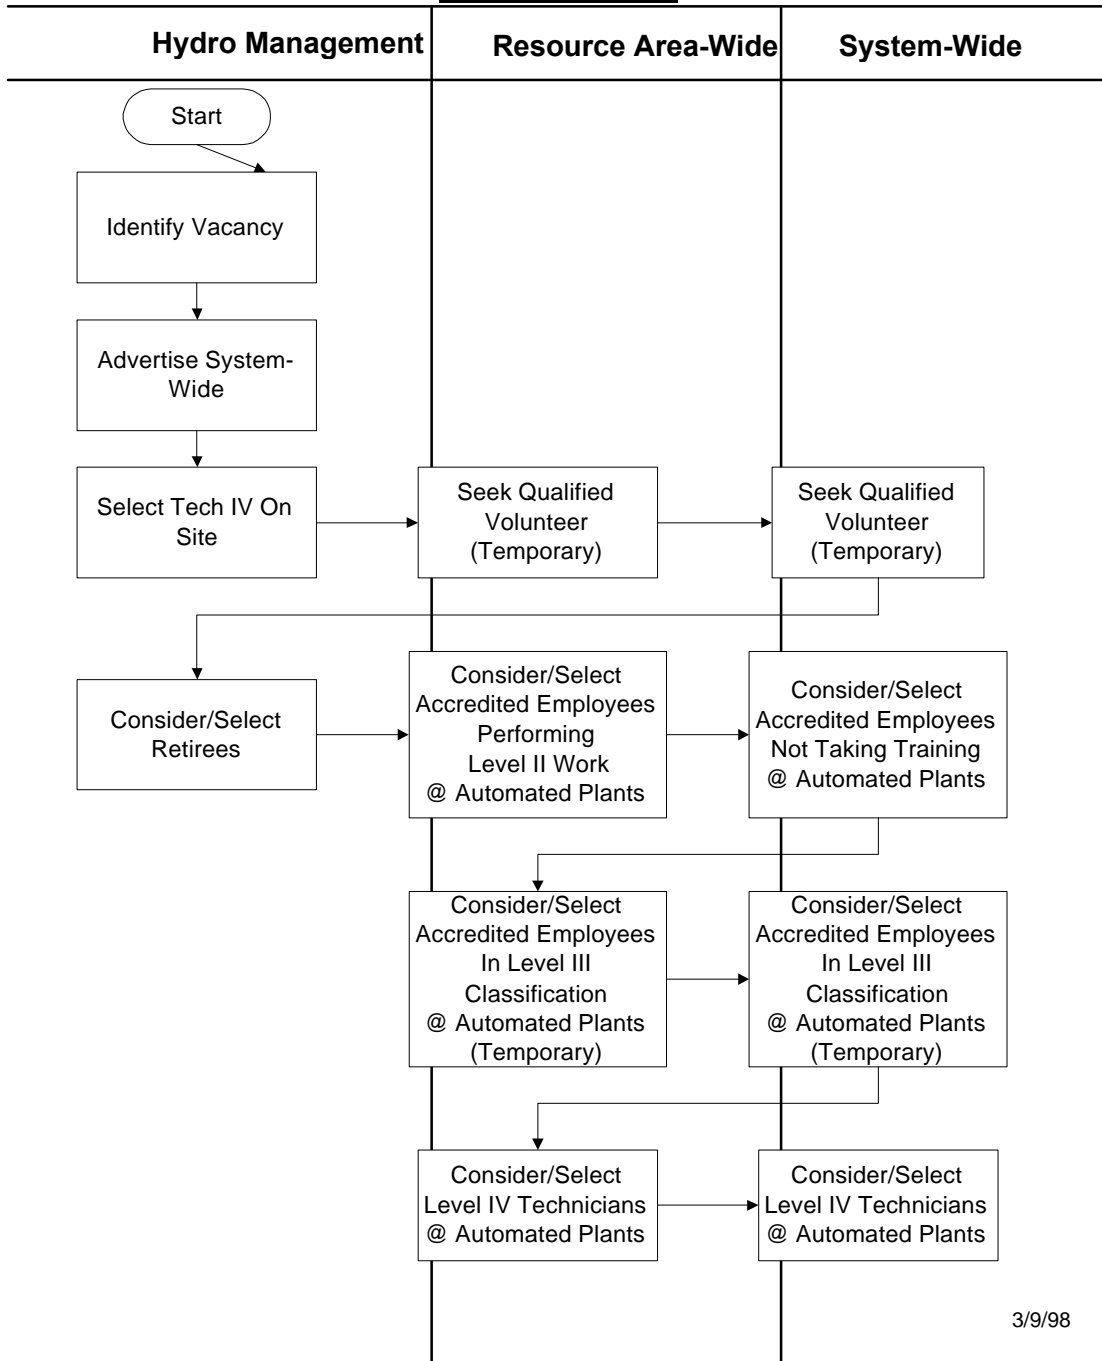 Hydro Management
Resource Area-Wide
System-Wide
Start
Identify Vacancy
Advertise System-
Wide
Select Tech IV On
Site
Seek Qualified
Volunteer
(Temporary)
Seek Qualified
Volunteer
(Temporary)
Consider/Select
Retirees
Consider/Select
Accredited Employees
Performing
Level II Work
@ Automated Plants
Consider/Select
Accredited Employees
Not Taking Training
@ Automated Plants
Consider/Select
Accredited Employees
In Level III
Classification
@ Automated Plants
(Temporary)
Consider/Select
Accredited Employees
In Level III
Classification
@ Automated Plants
(Temporary)
Consider/Select
Level IV Technicians
@ Automated Plants
Consider/Select
Level IV Technicians
@ Automated Plants
3/9/98